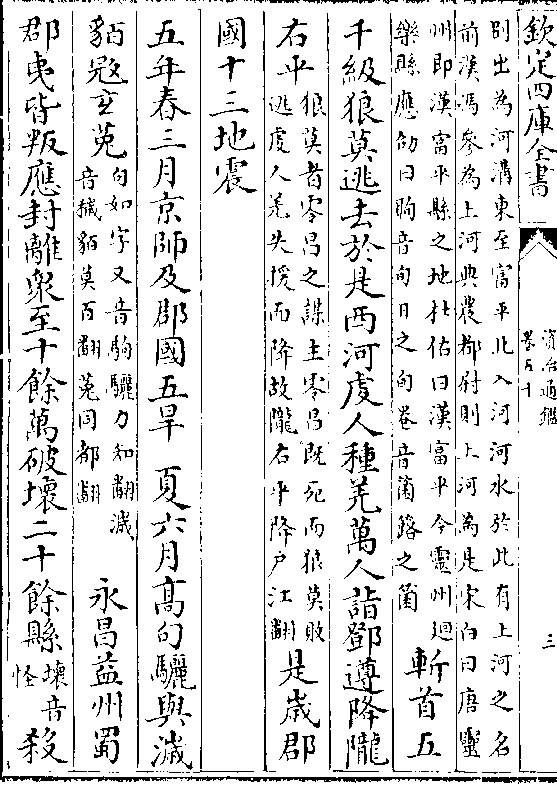 欽定四庫全書
資治通鑑
卷五十
三
別出為河溝東至富平北入河河水於此有上河之名
前漢馮參為上河典農都尉則上河為是宋白曰唐靈
州即漢富平縣之地杜佑曰漢富平今靈州廻
樂縣應劭曰眴音旬日之旬卷音箘簬之箘
斬首五
千級狼莫逃去於是西河虔人種羌萬人詣鄧遵降隴
右平
狼莫者零昌之謀主零昌既死而狼莫敗
逃虔人羌失援而降故隴右平降户江翻
是歲郡
國十三地震
五年春三月京師及郡國五旱 夏六月髙句驪與濊
貊㓂玄菟
句如字又音駒驪力知翻濊
音穢貊莫百翻菟同都翻
永昌益州蜀
郡夷皆叛應封離衆至十餘萬破壞二十餘縣
壞音
怪
殺